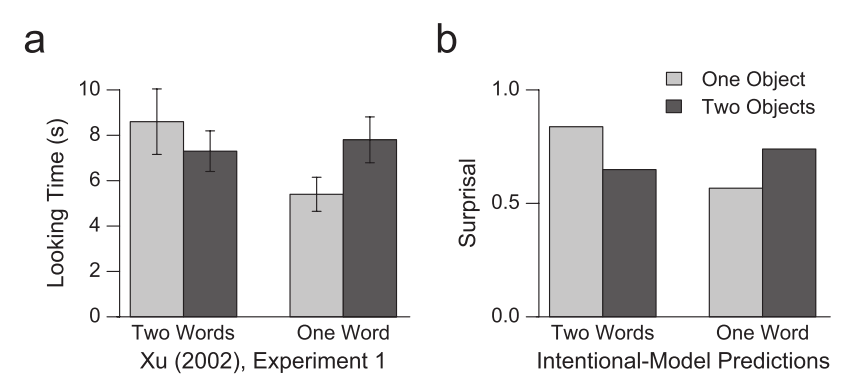 a
b
10
8
6
4
2
0
Looking Time (s)
Two Words
One Word
Xu (2002), Experiment 1
1.0
0.5
0.0
Surprisal
One Object
Two Objects
Two Words
One Word
Intentional-Model Predictions